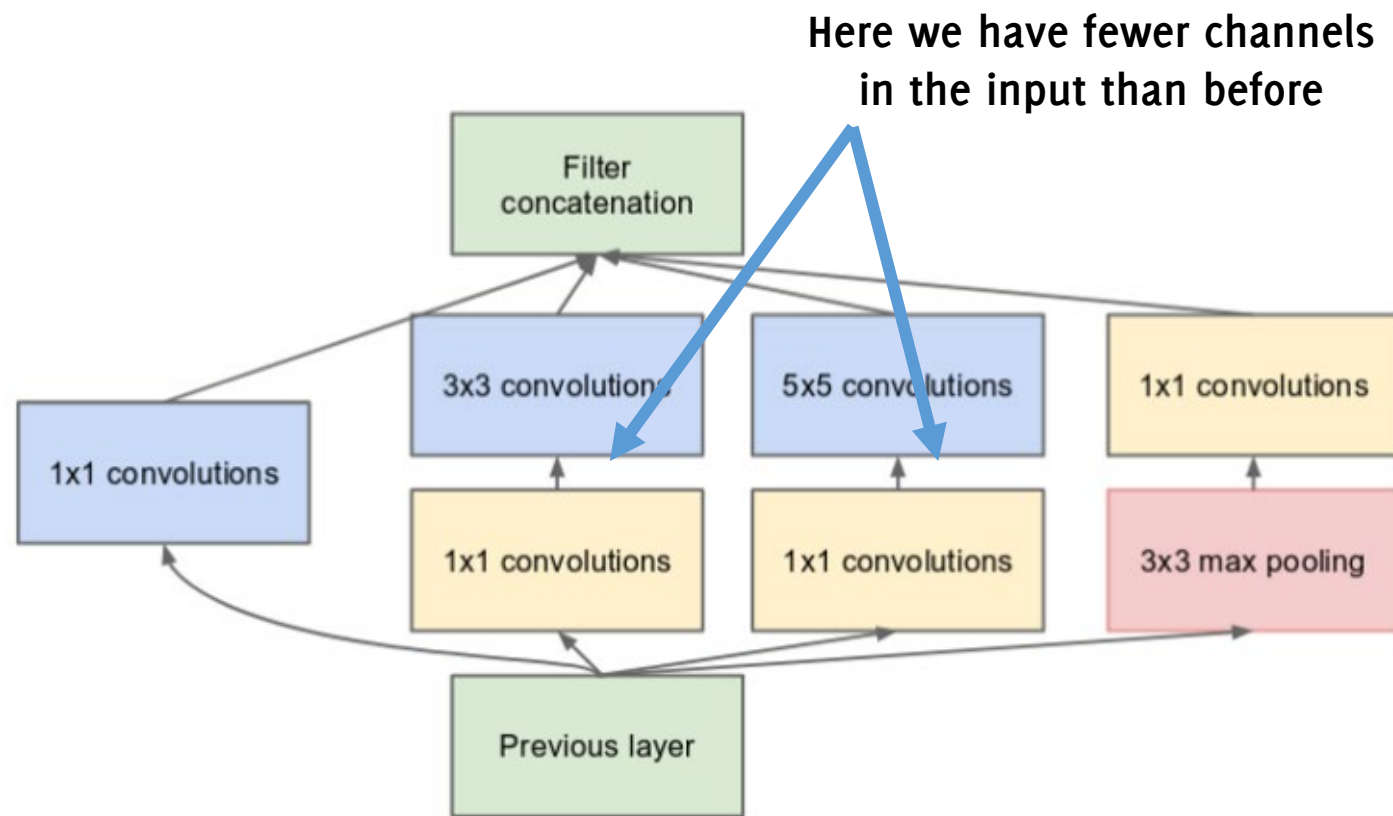 Here we have fewer channels
in the input than before
Filter
concatenation
3x3 convolutions
5x5 convolutions
1x1 convolutions
1x1 convolutions
1x1 convolutions
1x1 convolutions
3x3 max pooling
Previous layer